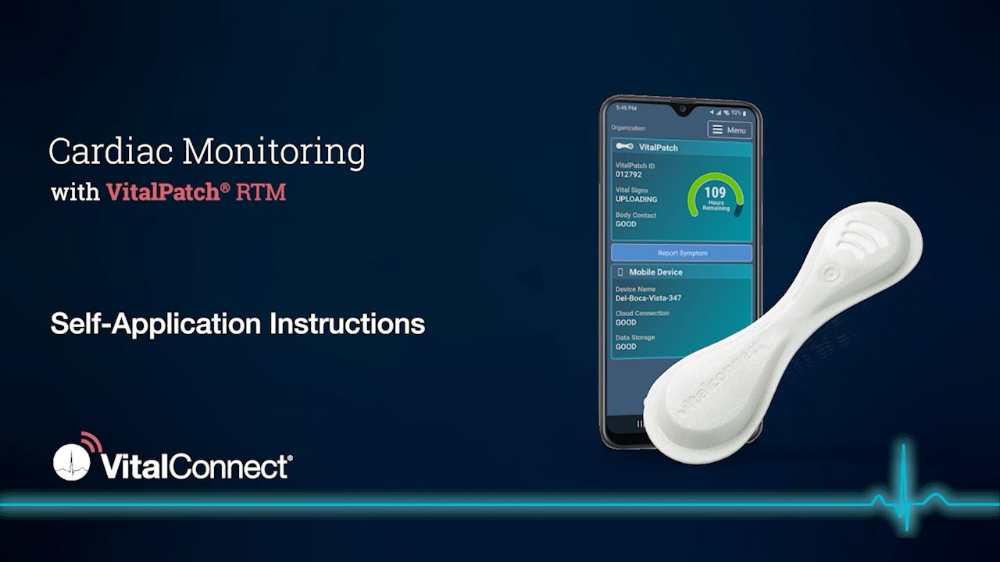 Cardiac Monitoring
with VitalPatch® RTM
Self-Application Instructions
VitalConnect®
5:45 PM
92%
Organization
Menu
VitalPatch
VitalPatch ID
012792
Vital Signs
UPLOADING
Body Contact
GOOD
109
Hours
Remaining
Report Symptom
Mobile Device
Device Name
Del-Boca-Vista-347
Cloud Connection
GOOD
Data Storage
GOOD
vitalconnect